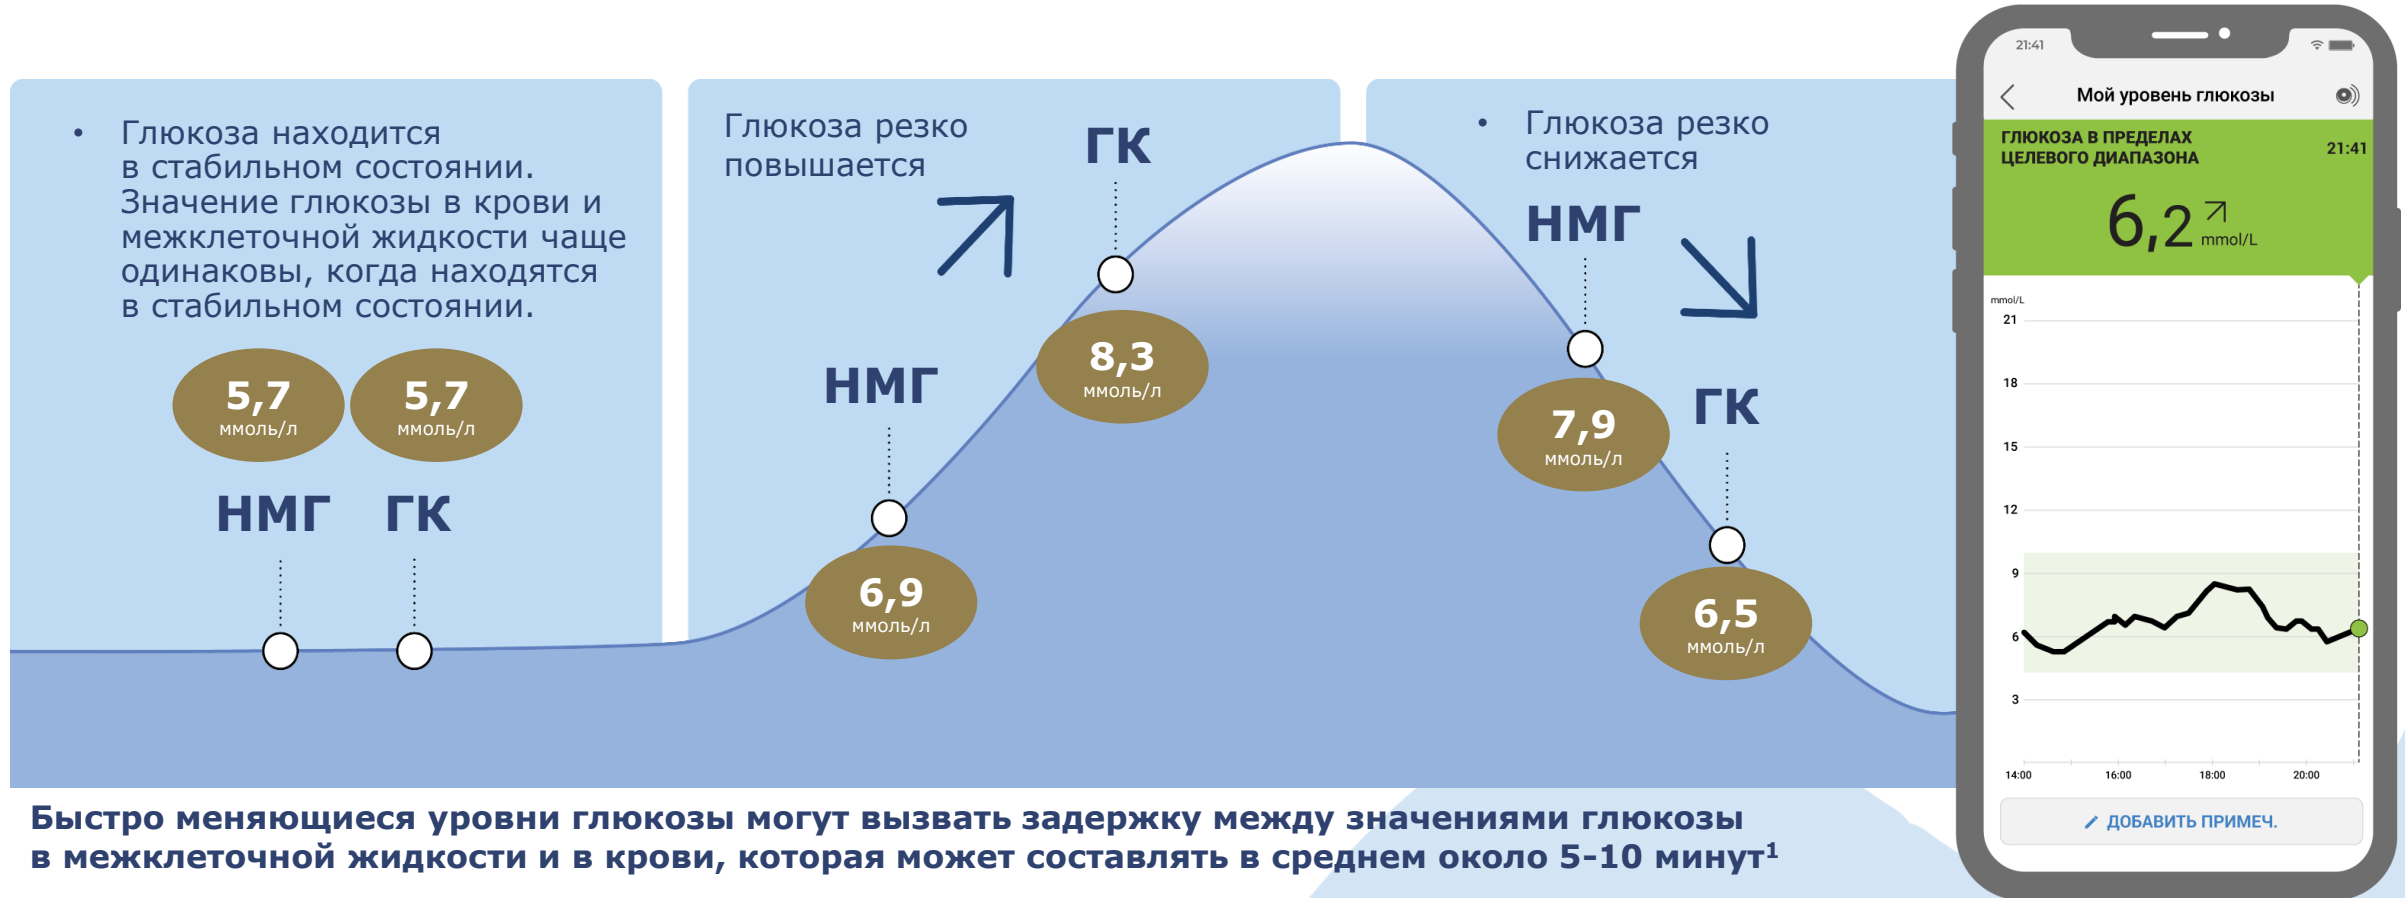 • Глюкоза находится
в стабильном состоянии.
Значение глюкозы в крови и
межклеточной жидкости чаще
одинаковы, когда находятся
в стабильном состоянии.
5,7
ммоль/л
5,7
ммоль/л
НМГ
ГК
Глюкоза резко
повышается
ГК
8,3
ммоль/л
НМГ
6,9
ммоль/л
• Глюкоза резко
снижается
НМГ
7,9
ммоль/л
ГК
6,5
ммоль/л
Быстро меняющиеся уровни глюкозы могут вызвать задержку между значениями глюкозы
в межклеточной жидкости и в крови, которая может составлять в среднем около 5-10 минут¹
21:41
Мой уровень глюкозы
ГЛЮКОЗА В ПРЕДЕЛАХ
ЦЕЛЕВОГО ДИАПАЗОНА
21:41
6,2
mmol/L
mmol/L
21
18
15
12
9
6
3
14:00 16:00 18:00 20:00
ДОБАВИТЬ ПРИМЕЧ.